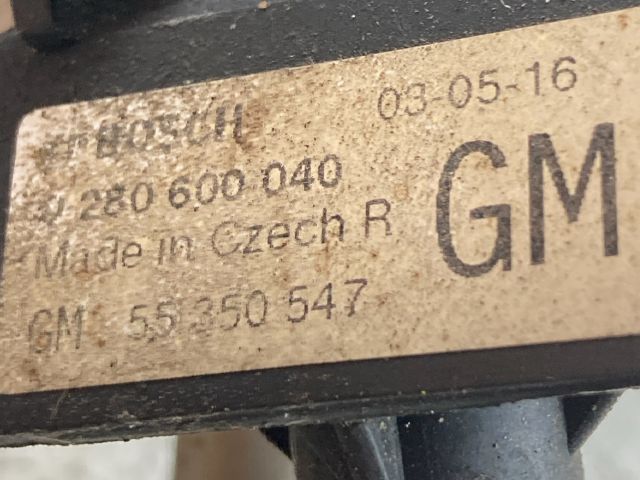 BOSCH
03-05-16
0 280 600 040
Made in Czech R
GM
GM 55 350 547